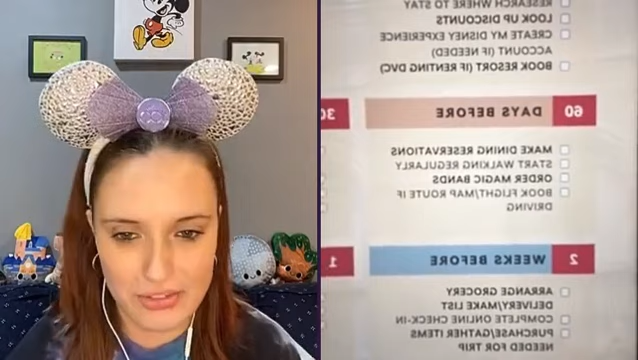 RESEARCH WHERE TO STAY
LOOK UP DISCOUNTS
CREATE MY DISNEY EXPERIENCE
ACCOUNT (IF NEEDED)
BOOK RESORT (IF RENTING DVC)
60 DAYS BEFORE 30
MAKE DINING RESERVATIONS
START WALKING REGULARLY
ORDER MAGIC BANDS
BOOK FLIGHT/MAP ROUTE IF
DRIVING
2 WEEKS BEFORE 1
ARRANGE GROCERY
DELIVERY/MAKE LIST
COMPLETE ONLINE CHECK-IN
PURCHASE/GATHER ITEMS
NEEDED FOR TRIP